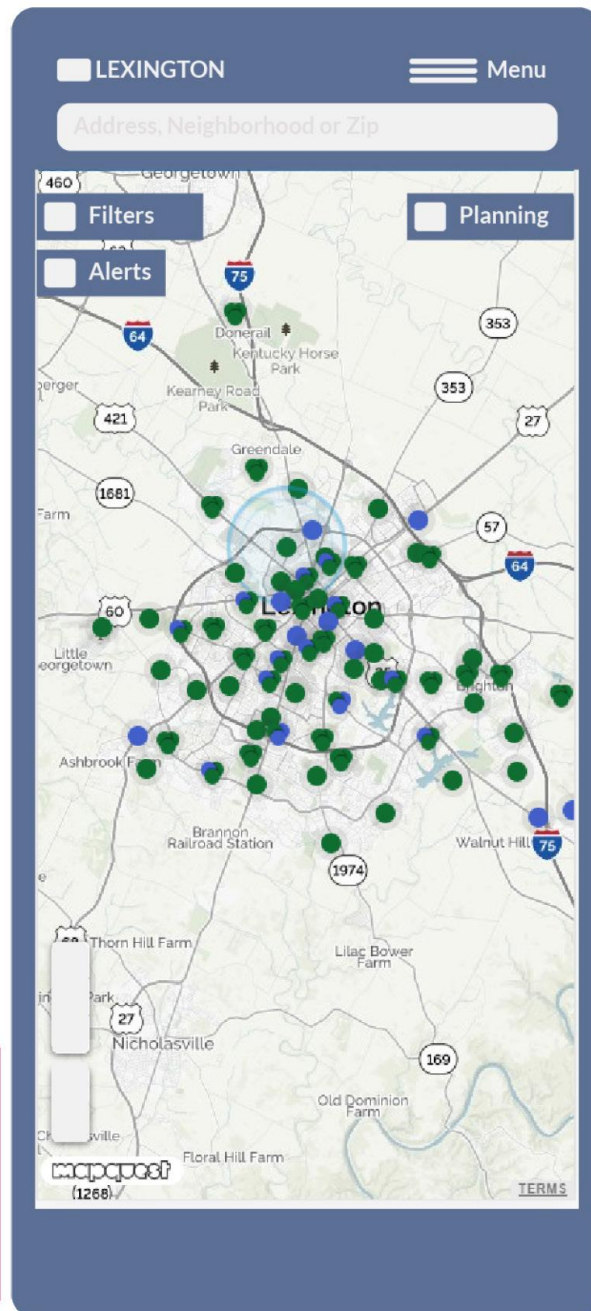 LEXINGTON
Menu
Address, Neighborhood or Zip
Georgetown
460
Filters
Planning
Alerts
75
64
Donerail
Kentucky Horse
Park
353
Kearney Road
Park
353
27
421
Greendale
1681
Farm
57
64
60
Lexington
Little
eorgetown
Brighton
Ashbrook Farm
Brannon
Railroad Station
Walnut Hill
75
1974
Thorn Hill Farm
Lilac Bower
Farm
Park
27
Nicholasville
169
Old Dominion
Farm
Floral Hill Farm
mapquest
(1268)
TERMS